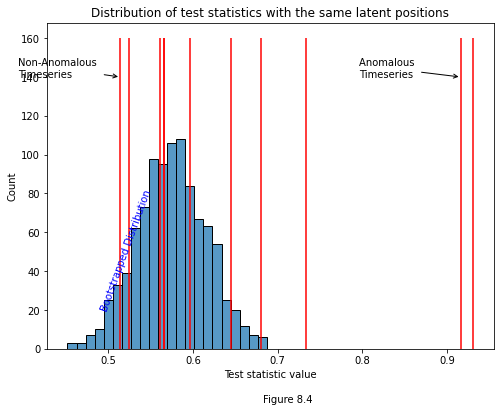 Distribution of test statistics with the same latent positions
160
140
120
100
80
60
40
20
0
Count
Non-Anomalous
Timeseries
Anomalous
Timeseries
Bootstrapped Distribution
0.5 0.6 0.7 0.8 0.9
Test statistic value
Figure 8.4